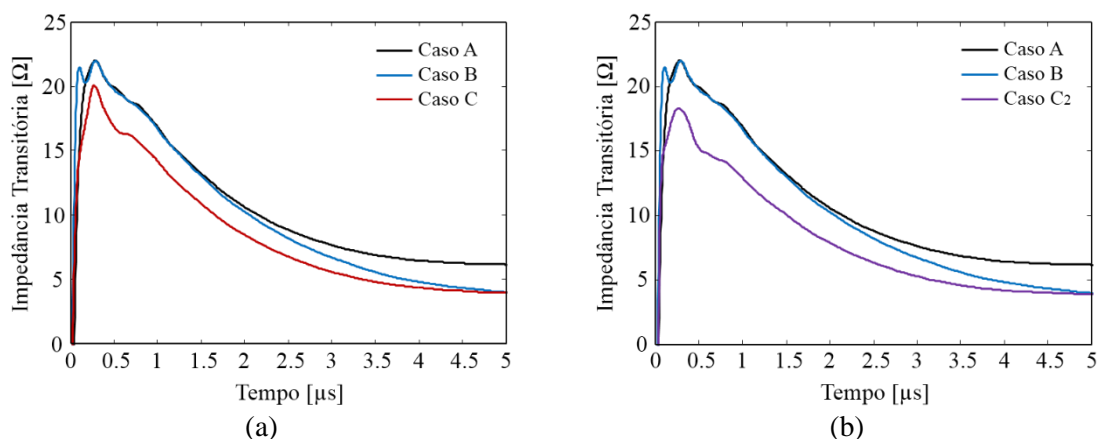 Impedância Transitória [Ω]
25
20
15
10
5
0
Caso A
Caso B
Caso C
0 0.5 1 1.5 2 2.5 3 3.5 4 4.5 5
Tempo [µs]
(a)
Impedância Transitória [Ω]
25
20
15
10
5
0
Caso A
Caso B
Caso C2
0 0.5 1 1.5 2 2.5 3 3.5 4 4.5 5
Tempo [µs]
(b)